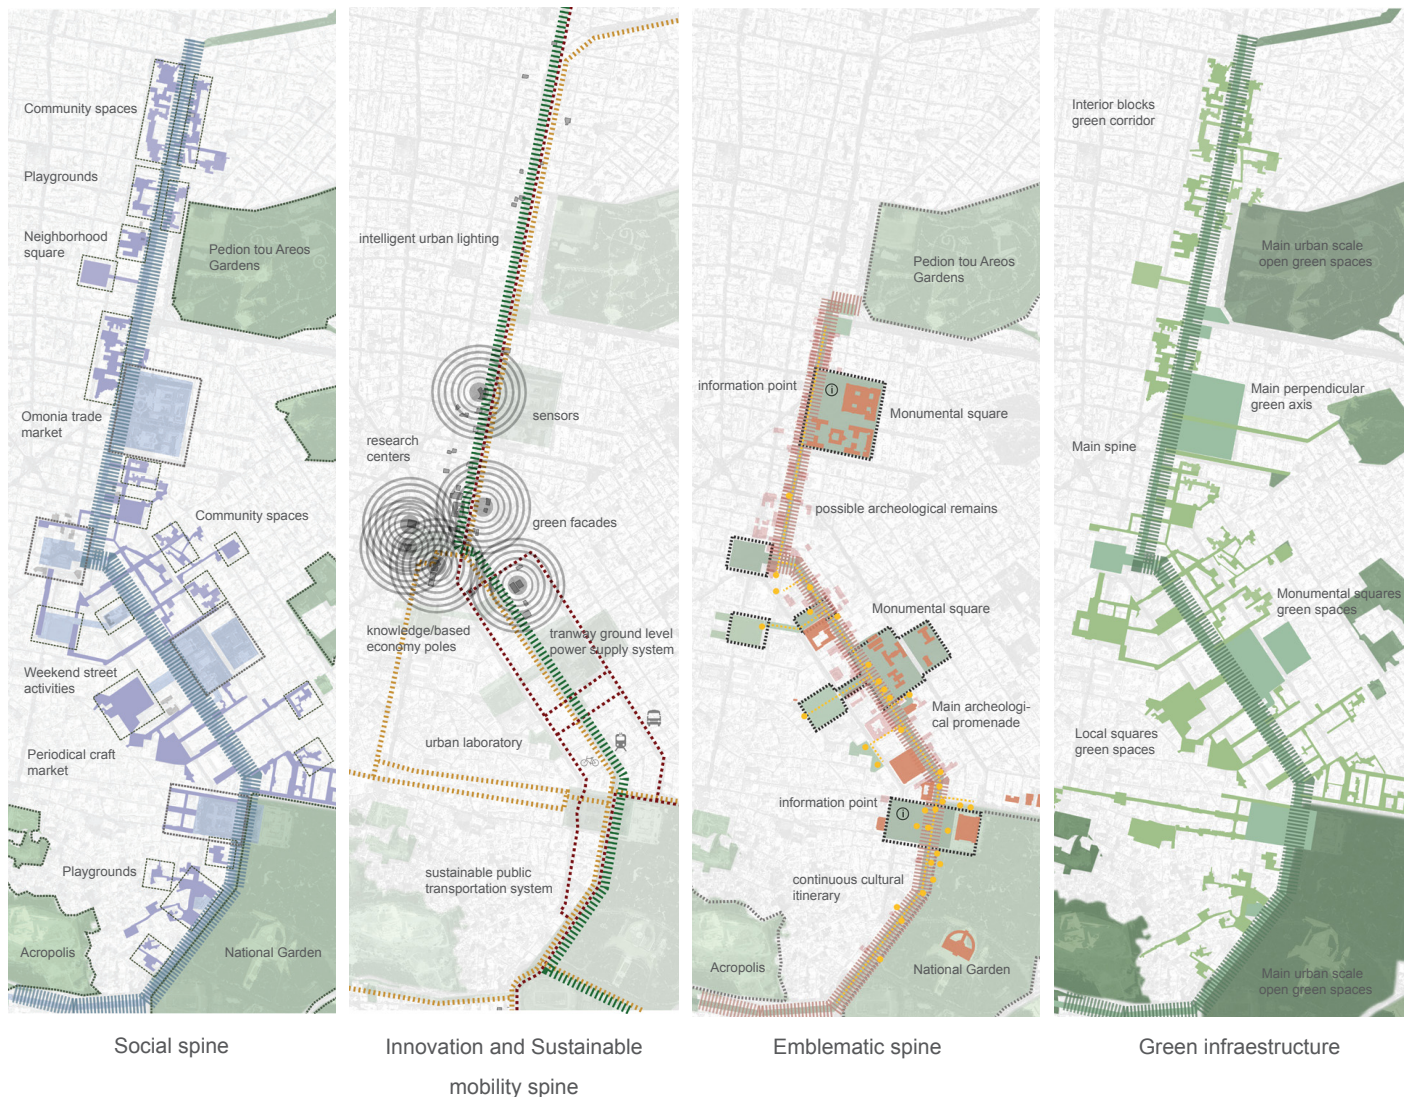 Community spaces
Playgrounds
Neighborhood
square
Pedion tou Areos
Gardens
Omonia trade
market
Community spaces
Weekend street
activities
Periodical craft
market
Playgrounds
Acropolis
National Garden
Social spine
intelligent urban lighting
sensors
research
centers
green facades
knowledge/based
economy poles
tranway ground level
power supply system
urban laboratory
sustainable public
transportation system
Innovation and Sustainable
mobility spine
Pedion tou Areos
Gardens
information point
i
Monumental square
possible archeological remains
Monumental square
Main archeologi-
cal promenade
information point
i
continuous cultural
itinerary
Acropolis
National Garden
Emblematic spine
Interior blocks
green corridor
Main urban scale
open green spaces
Main perpendicular
green axis
Main spine
Monumental squares
green spaces
Local squares
green spaces
Main urban scale
open green spaces
Green infraestructure